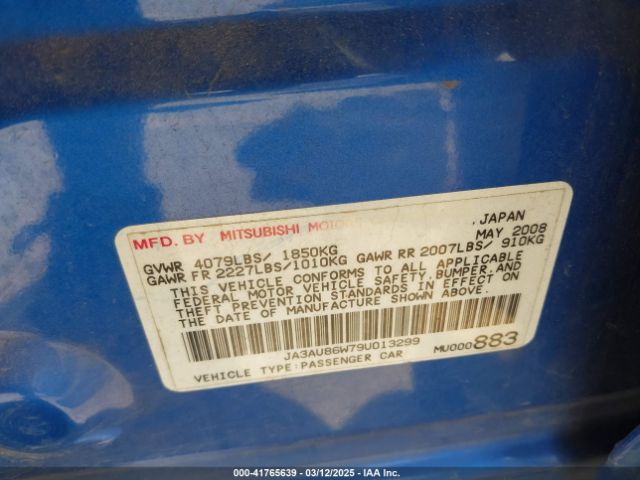 MFD. BY MITSUBISHI , JAPAN
GVWR 4079LBS/ 1850KG MAY 2008
GAWR FR 2227LBS/1010KG GAWR RR 2007LBS/ 910KG
THIS VEHICLE CONFORMS TO ALL APPLICABLE
FEDERAL MOTOR VEHICLE SAFETY,BUMPER,AND
THEFT PREVENTION STANDARDS IN EFFECT ON
THE DATE OF MANUFACTURE SHOWN ABOVE.
JA3AU86W79U013299 MU000883
VEHICLE TYPE:PASSENGER CAR
000-41765639 - 03/12/2025 - IAA Inc.